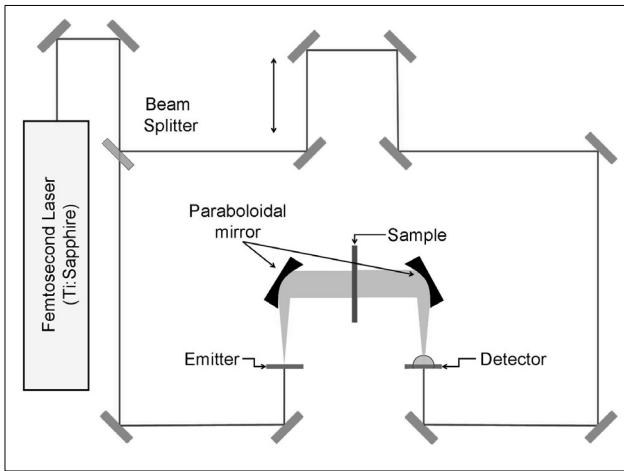 Beam
Splitter
Femtosecond Laser
(Ti:Sapphire)
Paraboloidal
mirror
Sample
Emitter
Detector